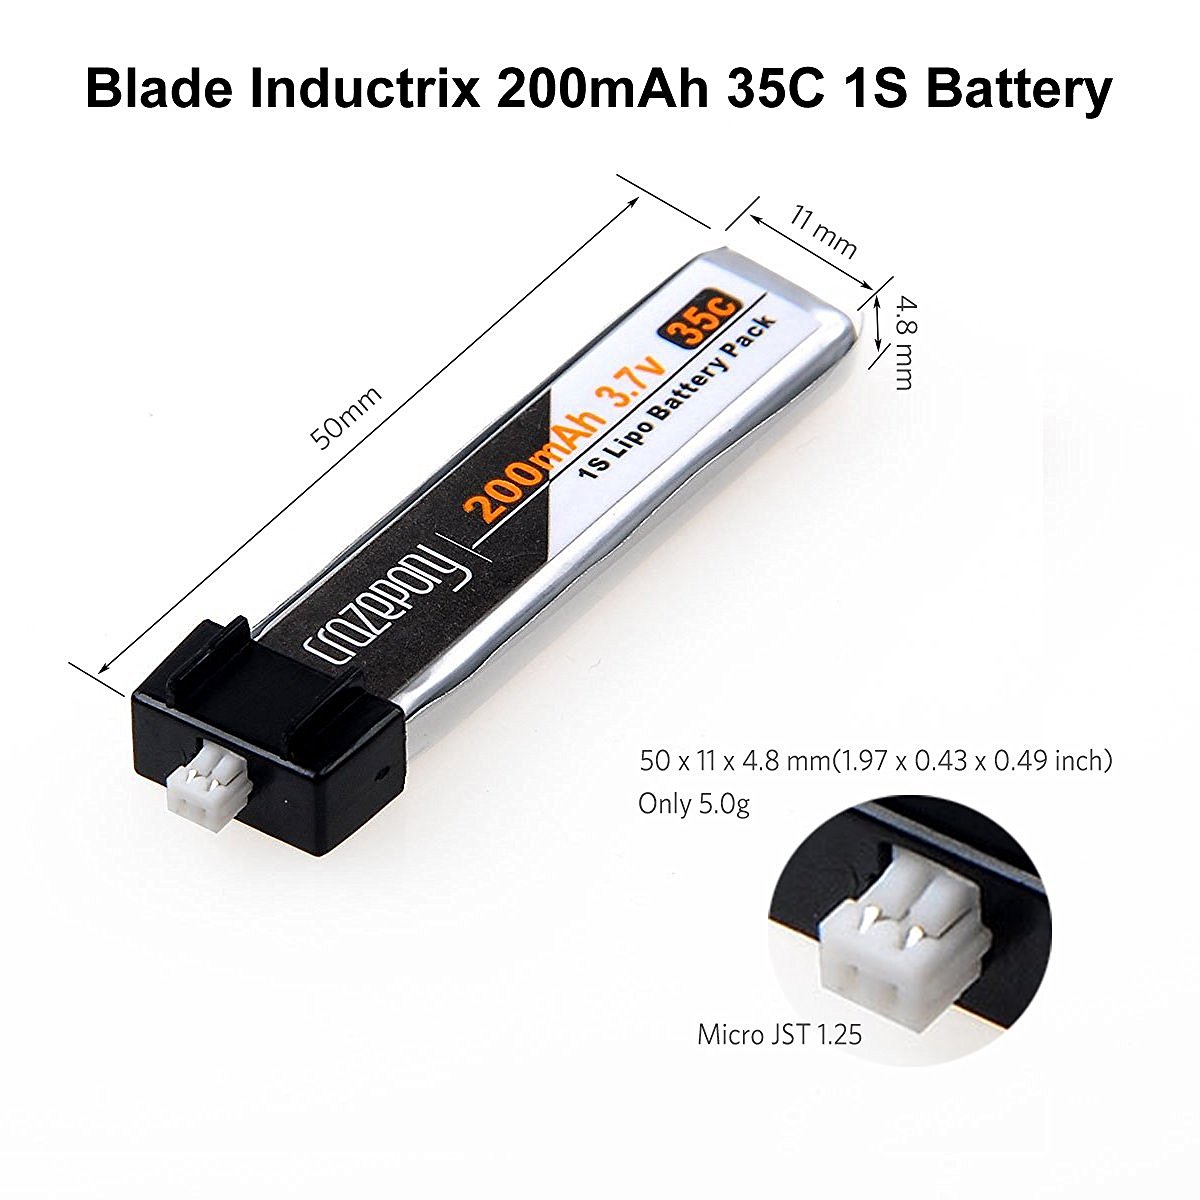 Blade Inductrix 200mAh 35C 1S Battery
11 mm
4.8 mm
50mm
35c
200mAh 3.7v
1S Lipo Battery Pack
crazepony
50 x 11 x 4.8 mm(1.97 x 0.43 x 0.49 inch)
Only 5.0g
Micro JST 1.25